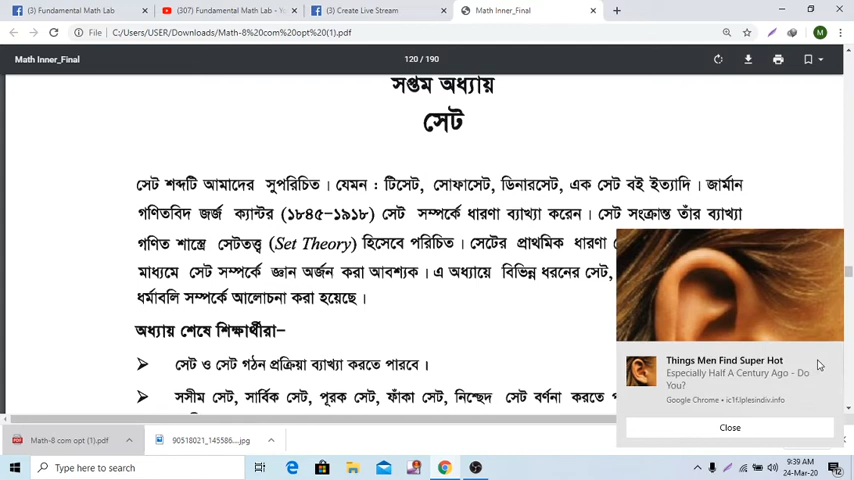 (3) Fundamental Math Lab
(307) Fundamental Math Lab - Yo
(3) Create Live Stream
Math Inner_Final
File | C:/Users/USER/Downloads/Math-8%20com%20opt%20(1).pdf
M
Math Inner_Final
120 / 190
সপ্তম অধ্যায়
সেট
সেট শব্দটি আমাদের সুপরিচিত। যেমন : টিসেট, সোফাসেট, ডিনারসেট, এক সেট বই ইত্যাদি। জার্মান
গণিতবিদ জর্জ ক্যান্টর (১৮৪৫-১৯১৮) সেট সম্পর্কে ধারণা ব্যাখ্যা করেন। সেট সংক্রান্ত তাঁর ব্যাখ্যা
গণিত শাস্ত্রে সেটতত্ত্ব (Set Theory) হিসেবে পরিচিত। সেটের প্রাথমিক ধারণা
মাধ্যমে সেট সম্পর্কে জ্ঞান অর্জন করা আবশ্যক। এ অধ্যায়ে বিভিন্ন ধরনের সেট,
ধর্মাবলি সম্পর্কে আলোচনা করা হয়েছে।
অধ্যায় শেষে শিক্ষার্থীরা-
➢ সেট ও সেট গঠন প্রক্রিয়া ব্যাখ্যা করতে পারবে।
➢ সসীম সেট, সার্বিক সেট, পূরক সেট, ফাঁকা সেট, নিশ্ছেদ সেট বর্ণনা করতে
Things Men Find Super Hot
Especially Half A Century Ago - Do
You?
Google Chrome • ic1f.lplesindiv.info
Close
Math-8 com opt (1).pdf
90518021_145586....jpg
Type here to search
9:39 AM
24-Mar-20
12